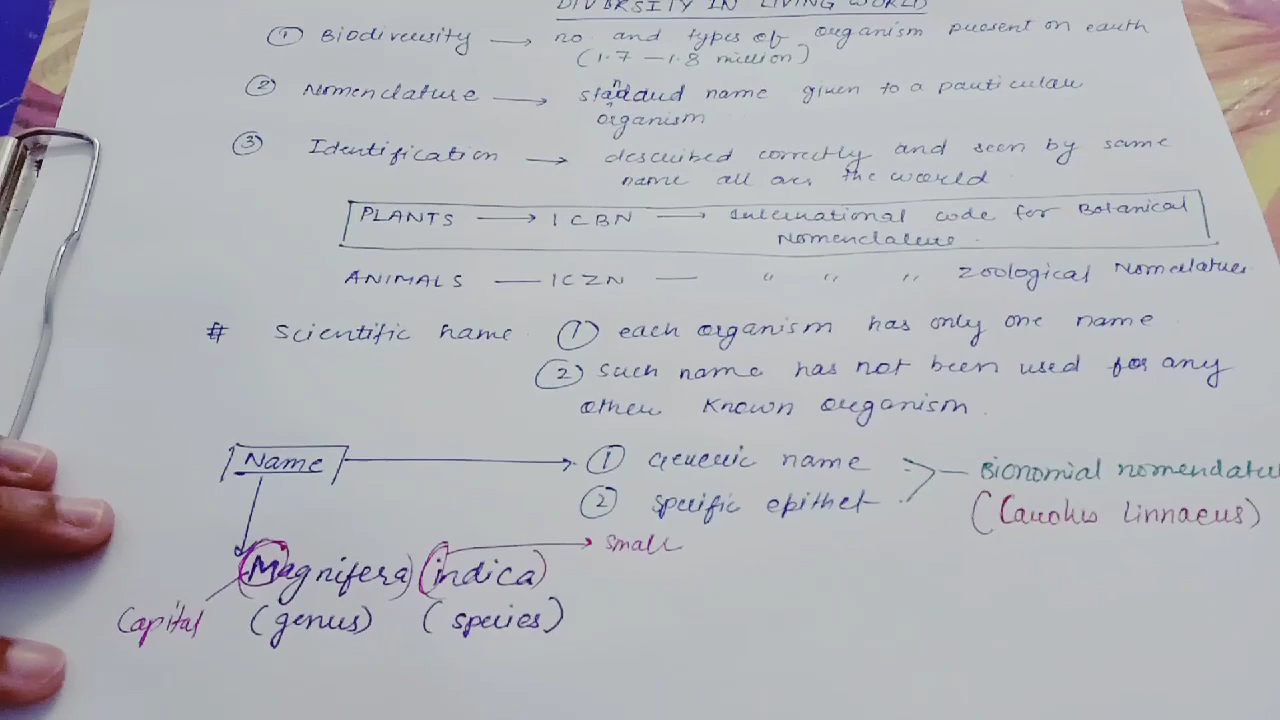 DIVERSITY IN LIVING WORLD
① Biodiversity → no. and types of organism present on earth
(1.7 – 1.8 million)
② Nomenclature → standard name given to a particular
organism
③ Identification → described correctly and seen by same
name all over the world
PLANTS → ICBN → International code for Botanical
Nomenclature.
ANIMALS — ICZN — " " " Zoological Nomenclature
# Scientific name ① each organism has only one name
② such name has not been used for any
other known organism.
Name → ① Generic name
② specific epithet
Bionomial nomenclature
(Carolus Linnaeus)
small
Magnifera indica
Capital (genus) (species)